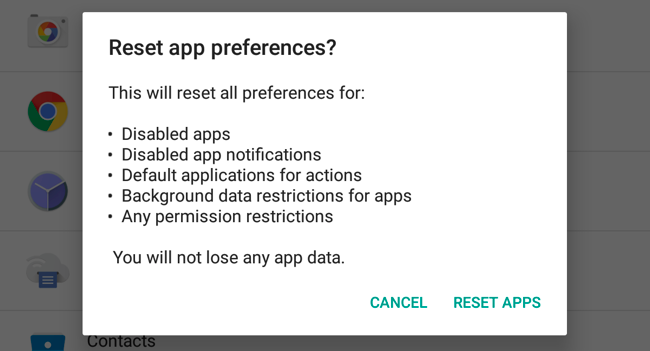 Reset app preferences?
This will reset all preferences for:
• Disabled apps
• Disabled app notifications
• Default applications for actions
• Background data restrictions for apps
• Any permission restrictions
You will not lose any app data.
CANCEL RESET APPS
Contacts